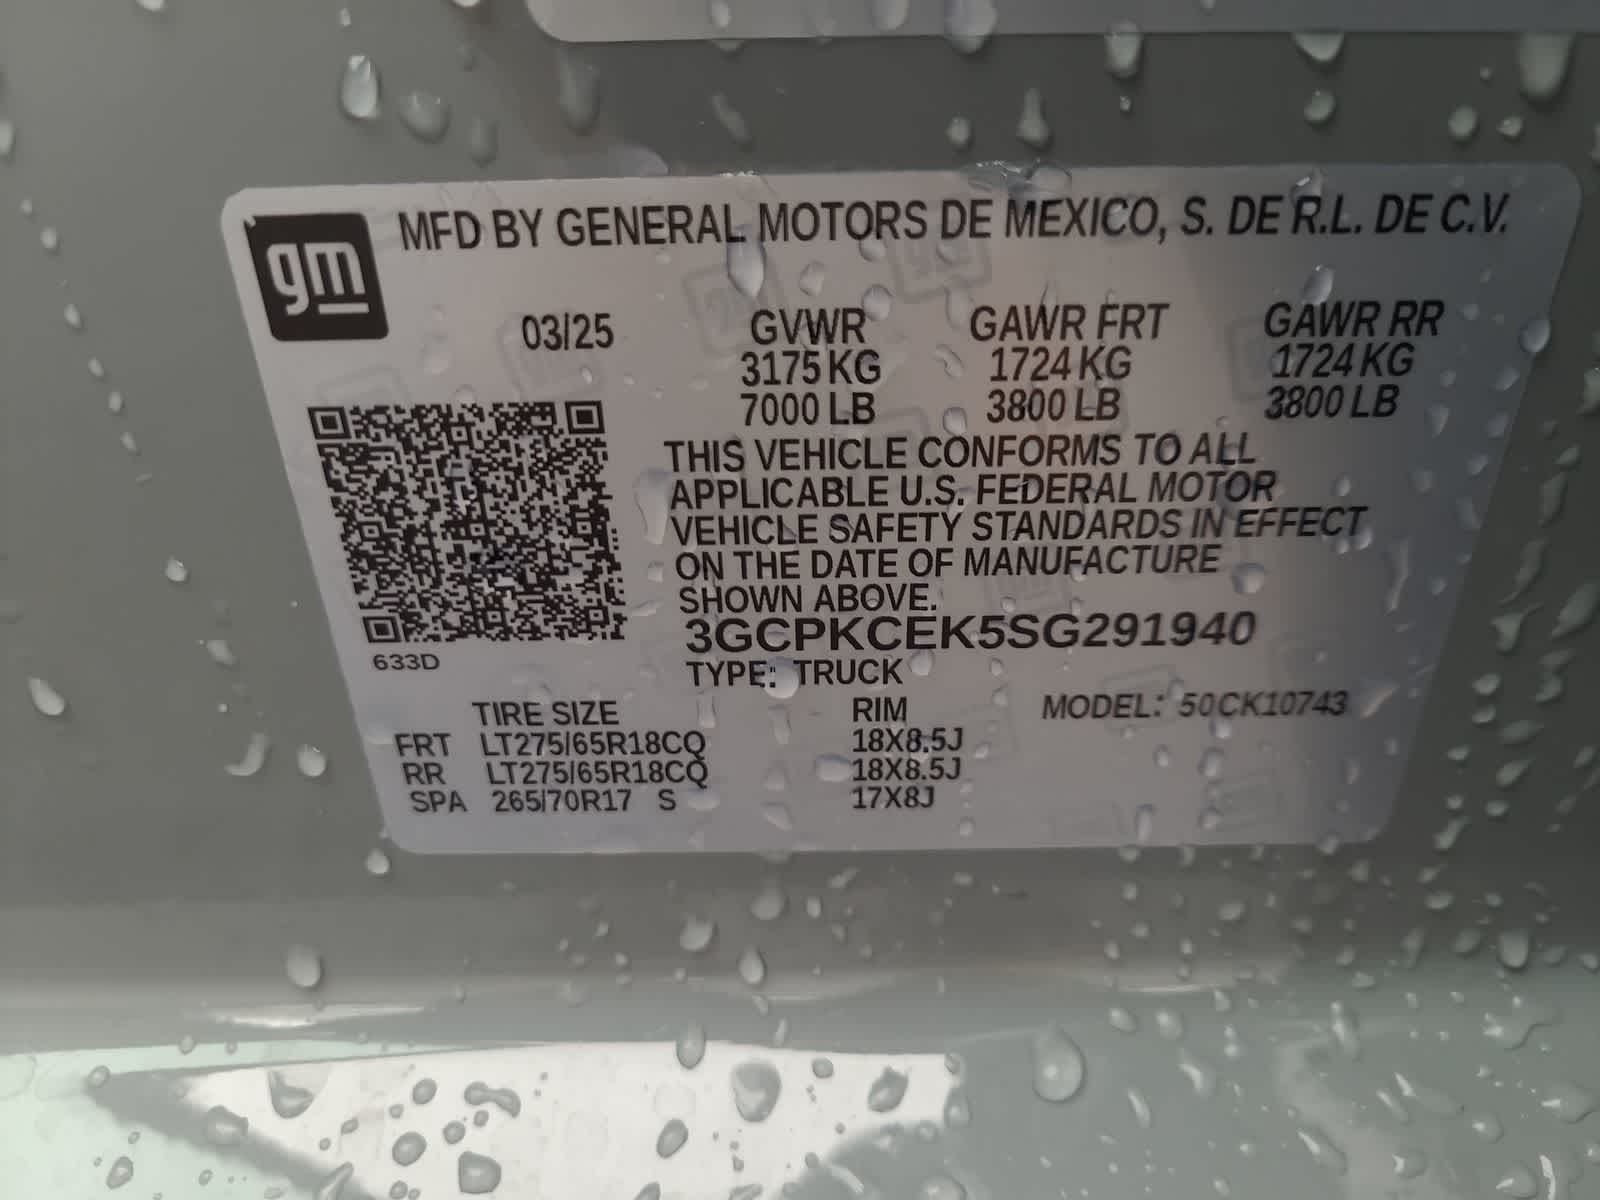 gm
MFD BY GENERAL MOTORS DE MEXICO, S. DE R.L. DE C.V.
03/25 GVWR GAWR FRT GAWR RR
3175 KG 1724 KG 1724 KG
7000 LB 3800 LB 3800 LB
THIS VEHICLE CONFORMS TO ALL
APPLICABLE U.S. FEDERAL MOTOR
VEHICLE SAFETY STANDARDS IN EFFECT
ON THE DATE OF MANUFACTURE
SHOWN ABOVE.
3GCPKCEK5SG291940
633D
TYPE: TRUCK
TIRE SIZE RIM MODEL: 50CK10743
FRT LT275/65R18CQ 18X8.5J
RR LT275/65R18CQ 18X8.5J
SPA 265/70R17 S 17X8J